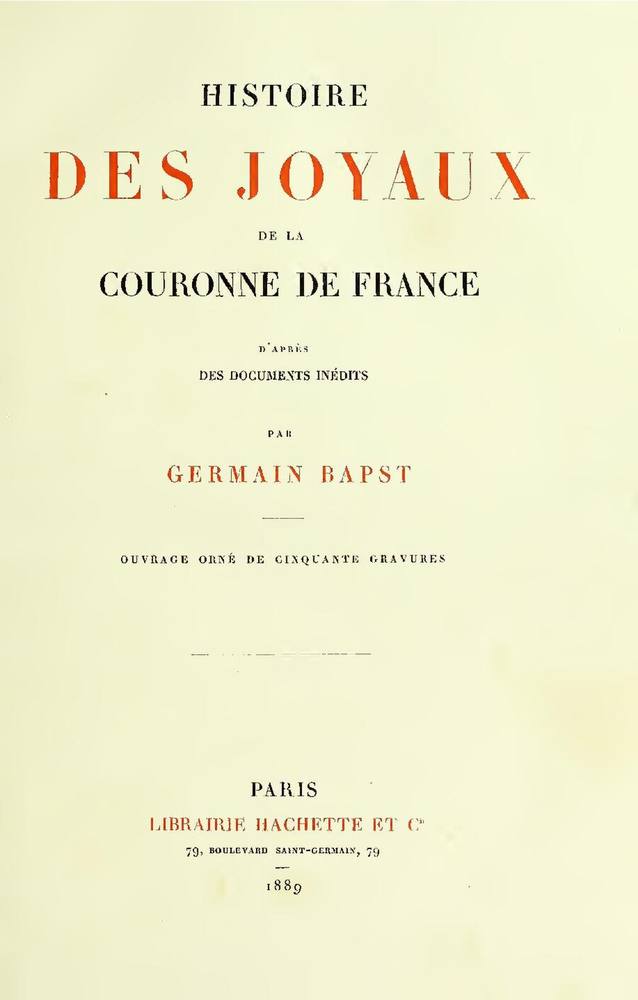 HISTOIRE
DES JOYAUX
DE LA
COURONNE DE FRANCE
D'APRÈS
DES DOCUMENTS INÉDITS
PAR
GERMAIN BAPST
OUVRAGE ORNÉ DE CINQUANTE GRAVURES
PARIS
LIBRAIRIE HACHETTE ET Cie
79, BOULEVARD SAINT-GERMAIN, 79
1889